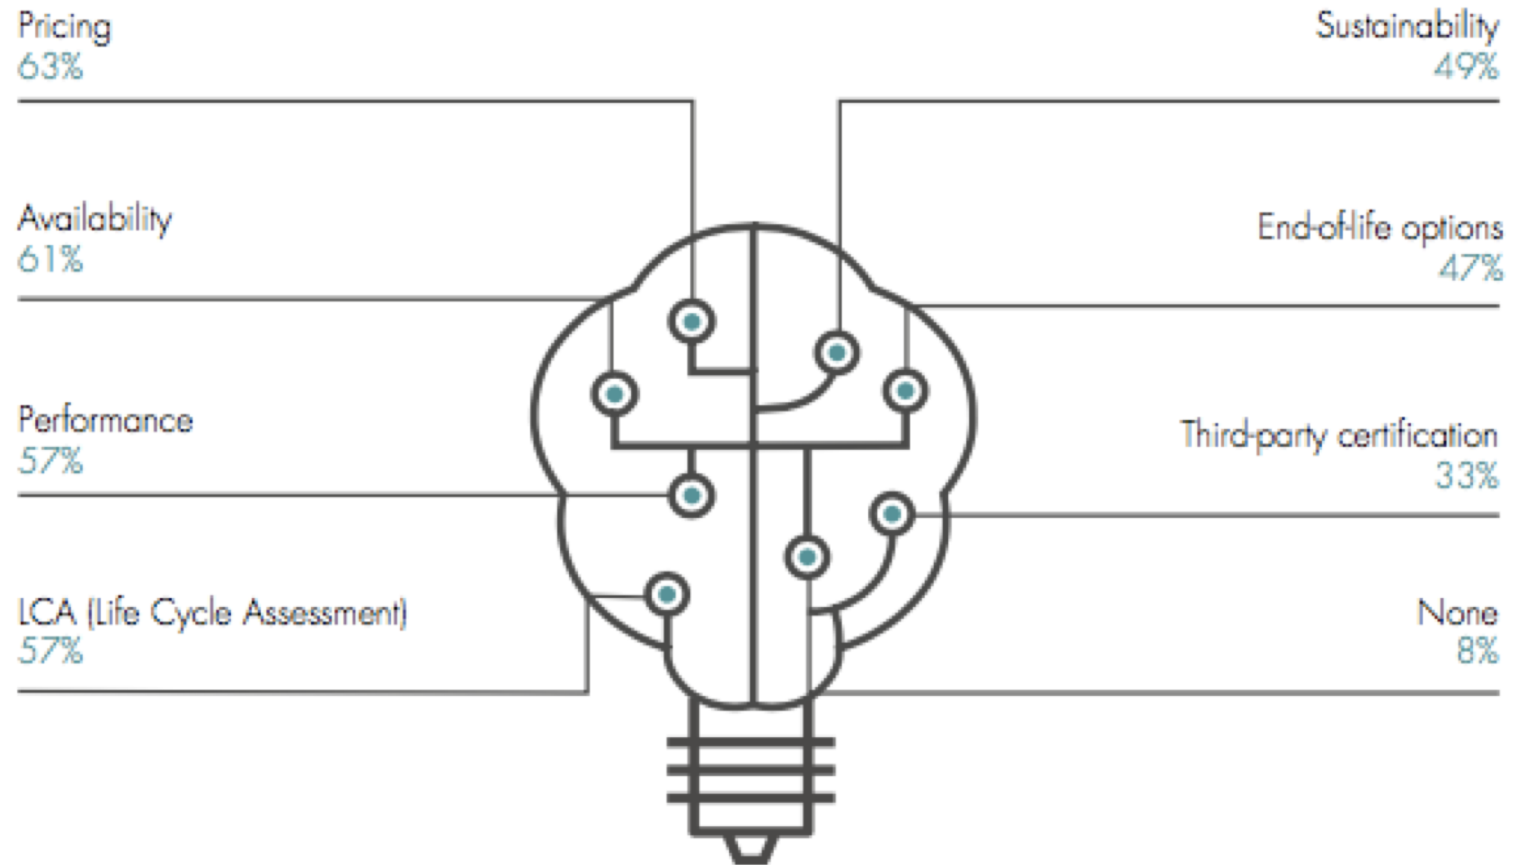 Pricing
63%
Availability
61%
Performance
57%
LCA (Life Cycle Assessment)
57%
Sustainability
49%
End-of-life options
47%
Third-party certification
33%
None
8%